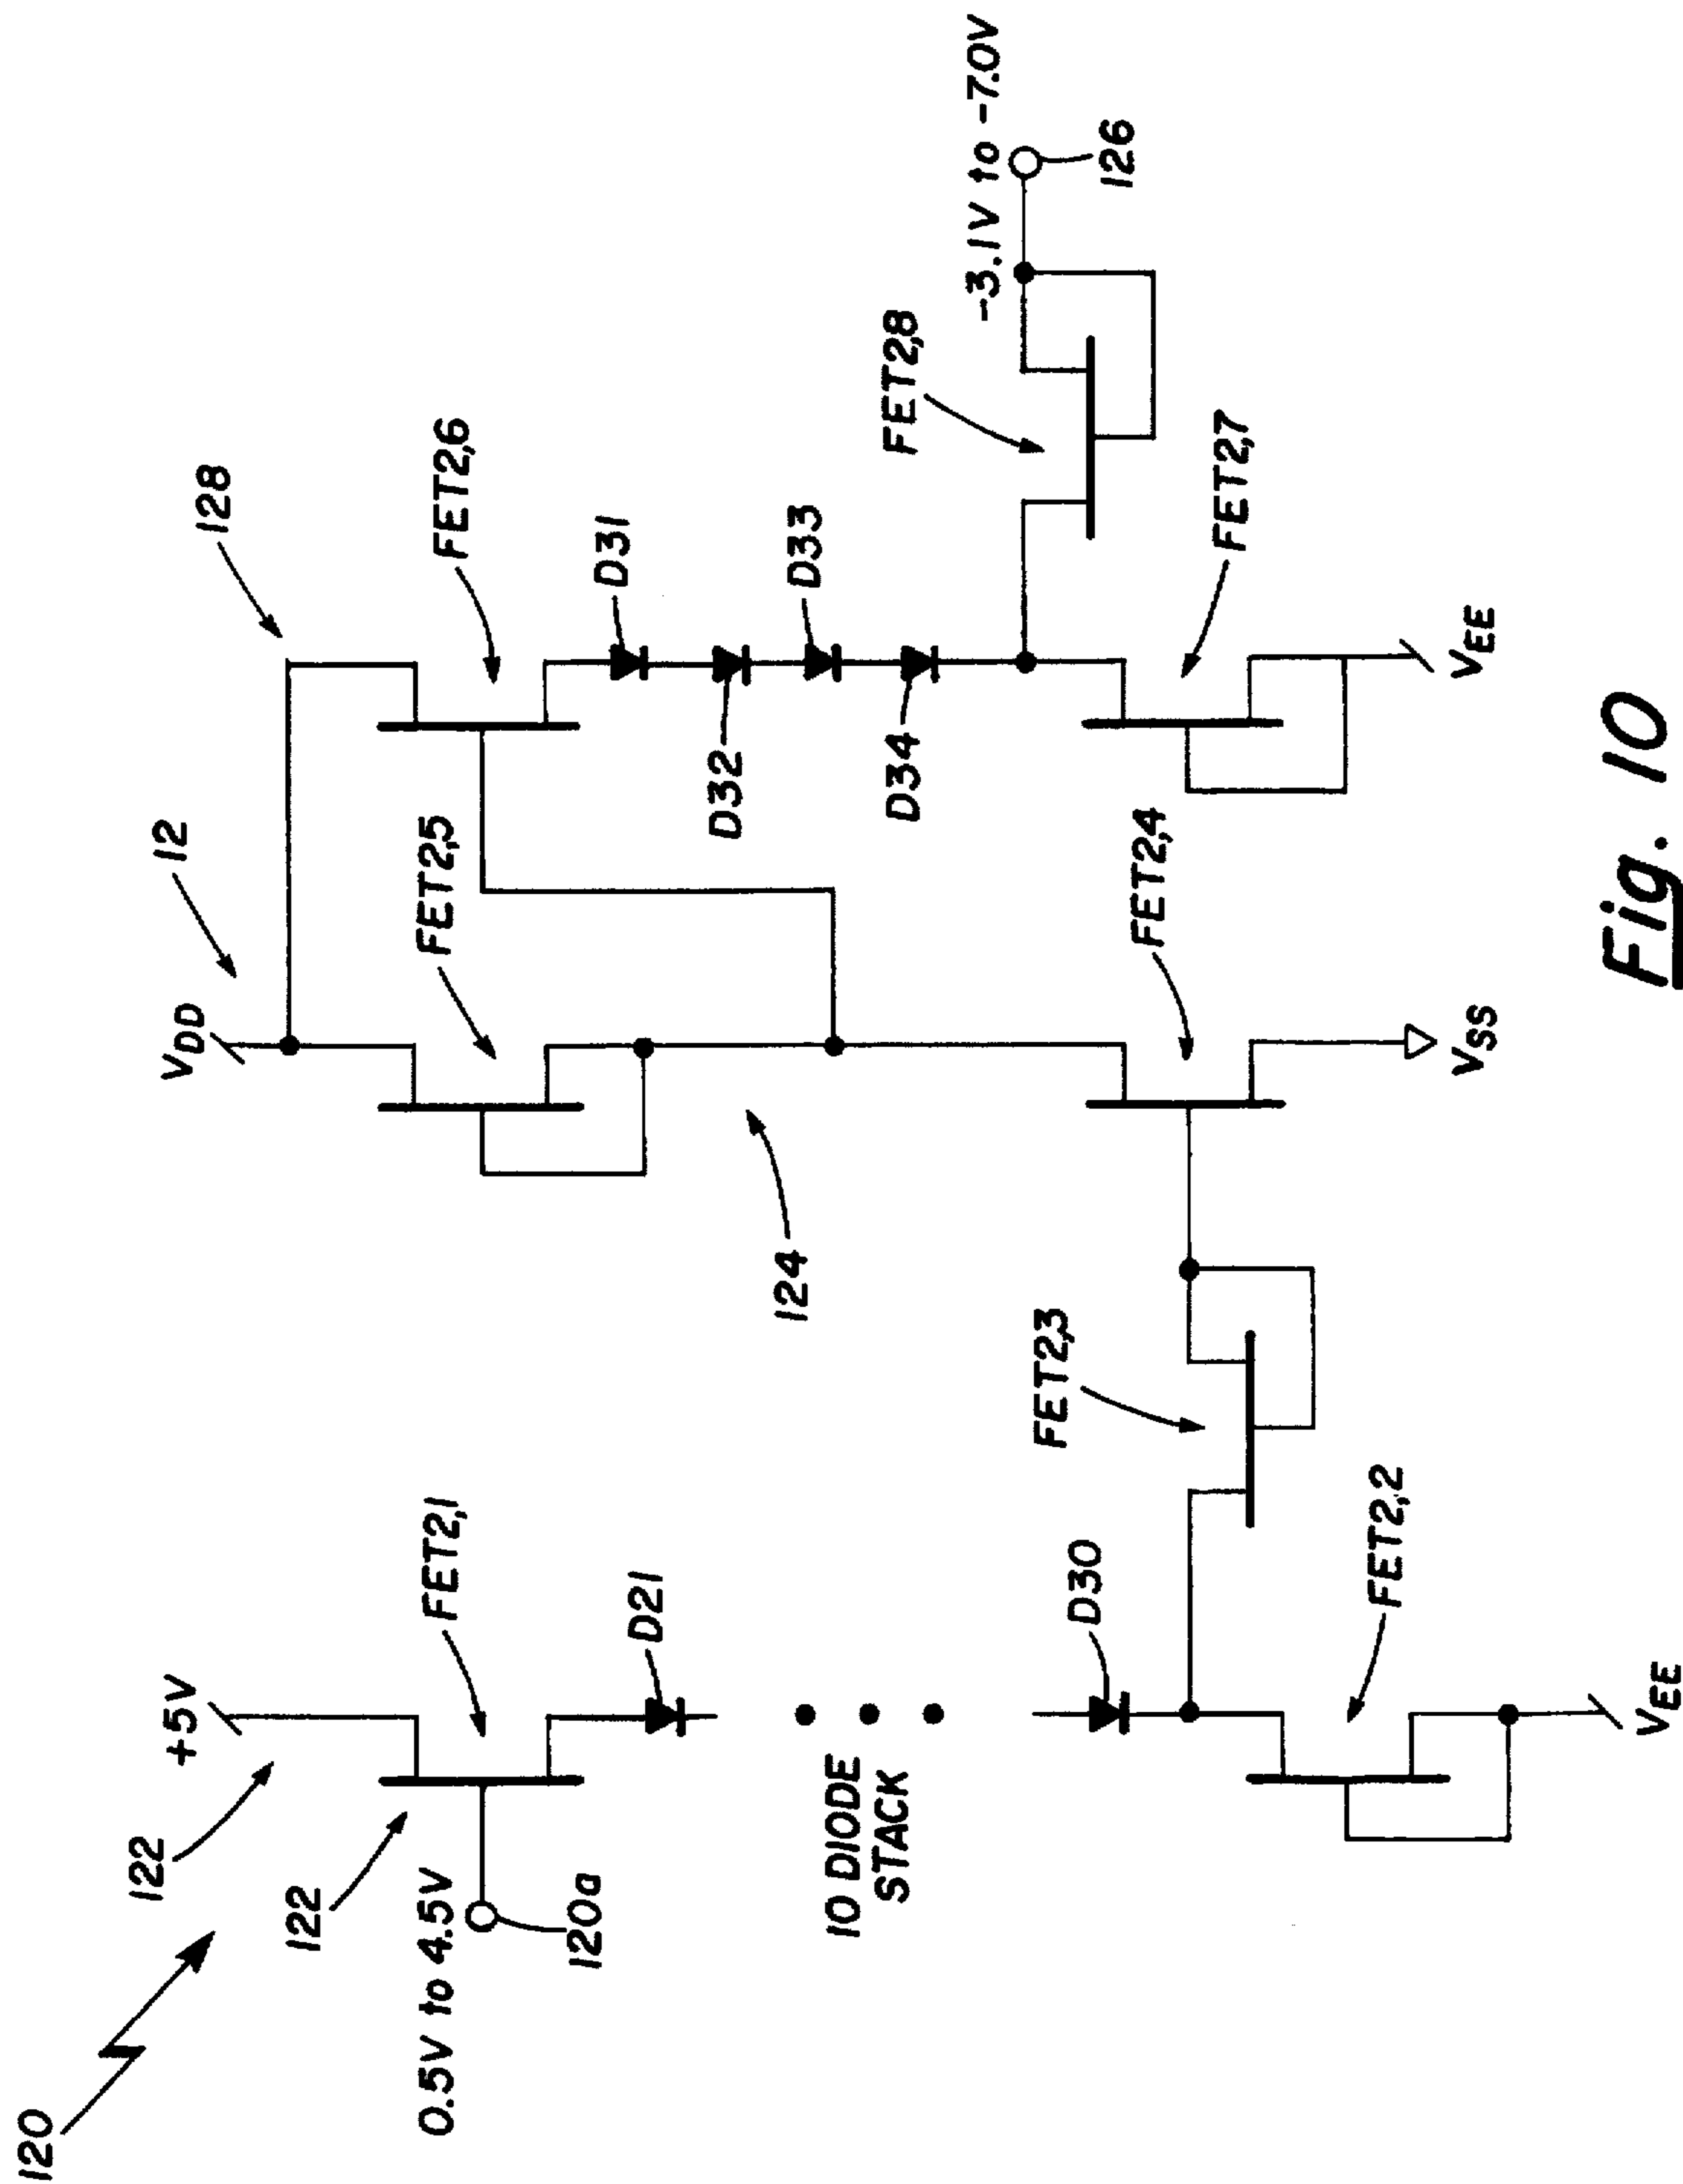 120
122
+5V
122
FET2,1
0.5V to 4.5V
120a
D21
10 DIODE
STACK
D30
FET2,2
VEE
FET2,3
12
VDD
FET2,5
124
FET2,4
VSS
128
FET2,6
D31
D32
D33
D34
FET2,8
-3.1V to -7.0V
126
FET2,7
VEE
Fig. 10